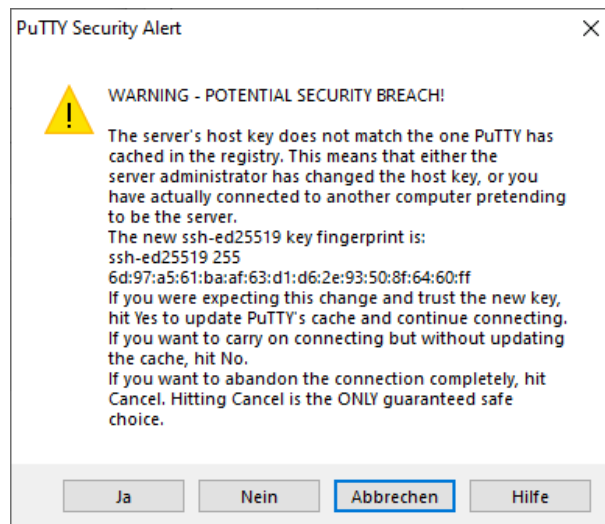 PuTTY Security Alert
WARNING - POTENTIAL SECURITY BREACH!
The server's host key does not match the one PuTTY has
cached in the registry. This means that either the
server administrator has changed the host key, or you
have actually connected to another computer pretending
to be the server.
The new ssh-ed25519 key fingerprint is:
ssh-ed25519 255
6d:97:a5:61:ba:af:63:d1:d6:2e:93:50:8f:64:60:ff
If you were expecting this change and trust the new key,
hit Yes to update PuTTY's cache and continue connecting.
If you want to carry on connecting but without updating
the cache, hit No.
If you want to abandon the connection completely, hit
Cancel. Hitting Cancel is the ONLY guaranteed safe
choice.
Ja Nein Abbrechen Hilfe